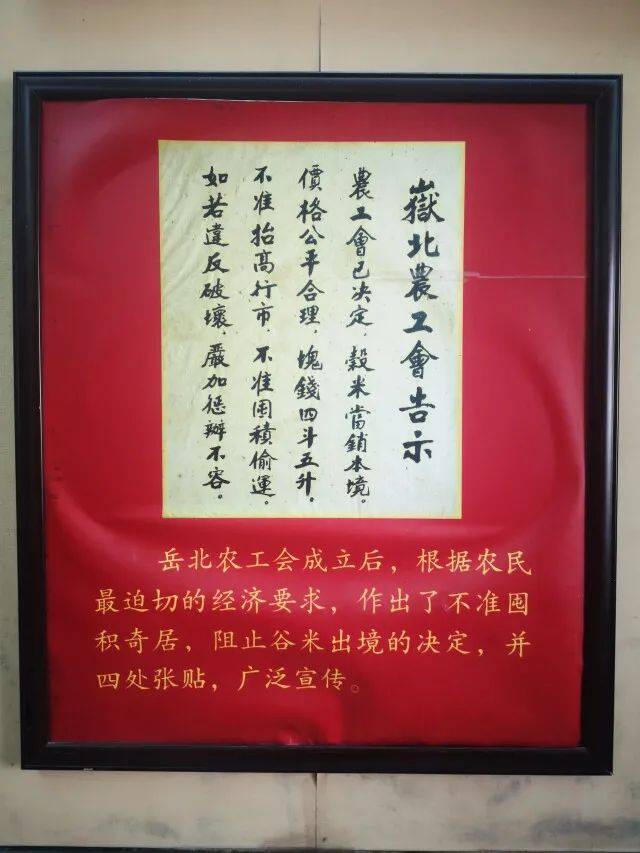 嶽北農工會告示
農工會已决定，穀米當銷本境。
價格公平合理，塊錢四斗五升，
不准抬高行市，不准囤積偷運。
如若違反破壞，嚴加惩辦不容。
岳北农工会成立后，根据农民
最迫切的经济要求，作出了不准囤
积奇居，阻止谷米出境的决定，并
四处张贴，广泛宣传。